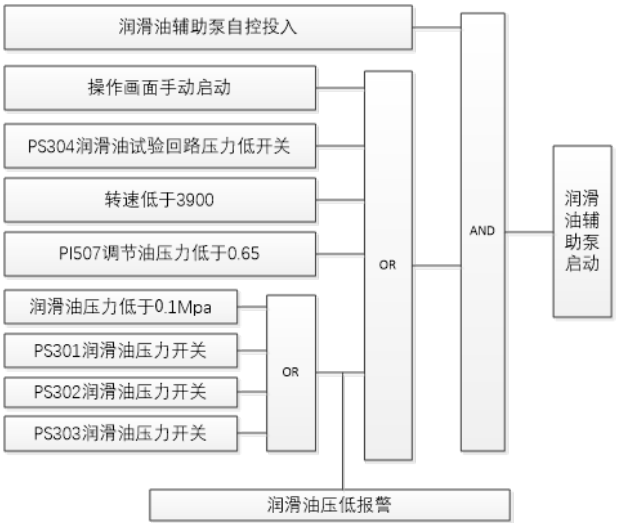 润滑油辅助泵自控投入
操作画面手动启动
PS304润滑油试验回路压力低开关
转速低于3900
PI507调节油压力低于0.65
润滑油压力低于0.1Mpa
PS301润滑油压力开关
PS302润滑油压力开关
PS303润滑油压力开关
OR
OR
AND
润滑
油辅
助泵
启动
润滑油压低报警